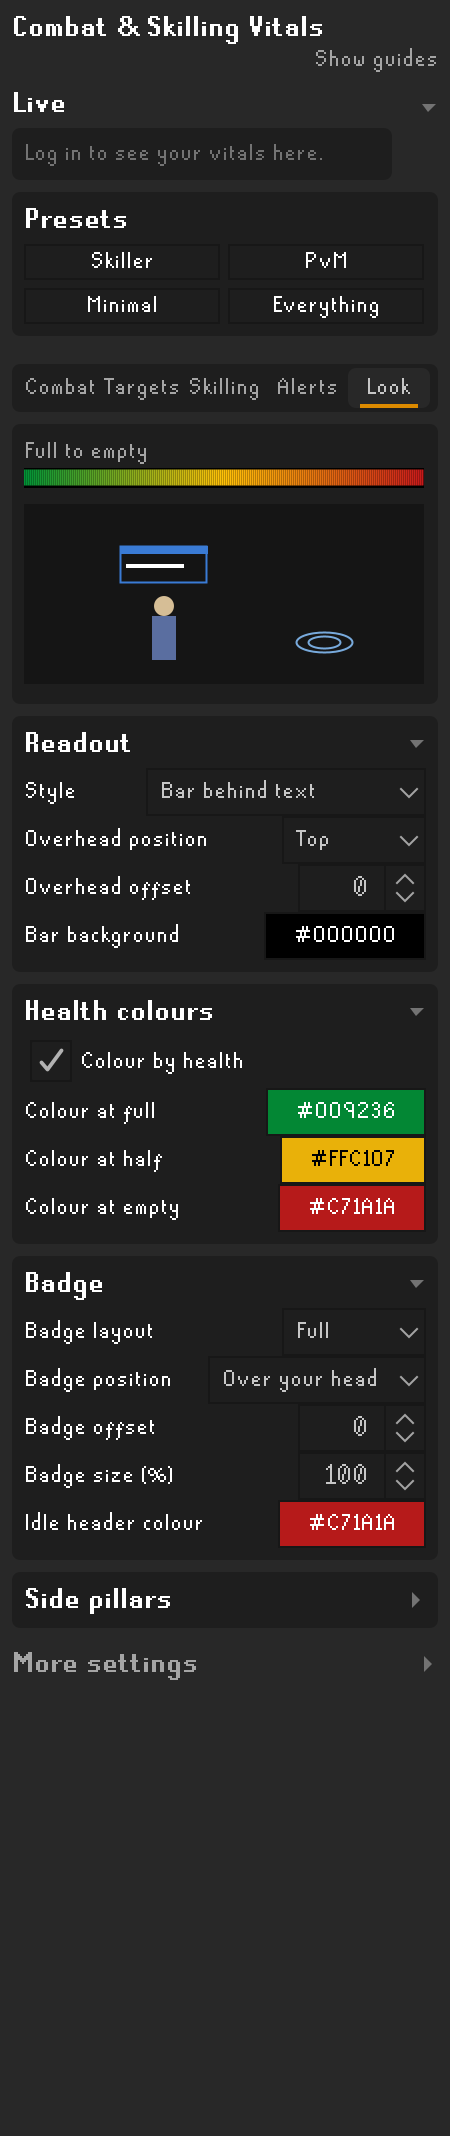 Combat & Skilling Vitals
Show guides
Live
Log in to see your vitals here.
Presets
Skiller PvM
Minimal Everything
Combat Targets Skilling Alerts Look
Full to empty
Readout
Style Bar behind text
Overhead position Top
Overhead offset 0
Bar background #000000
Health colours
Colour by health
Colour at full #009236
Colour at half #FFC107
Colour at empty #C71A1A
Badge
Badge layout Full
Badge position Over your head
Badge offset 0
Badge size (%) 100
Idle header colour #C71A1A
Side pillars
More settings